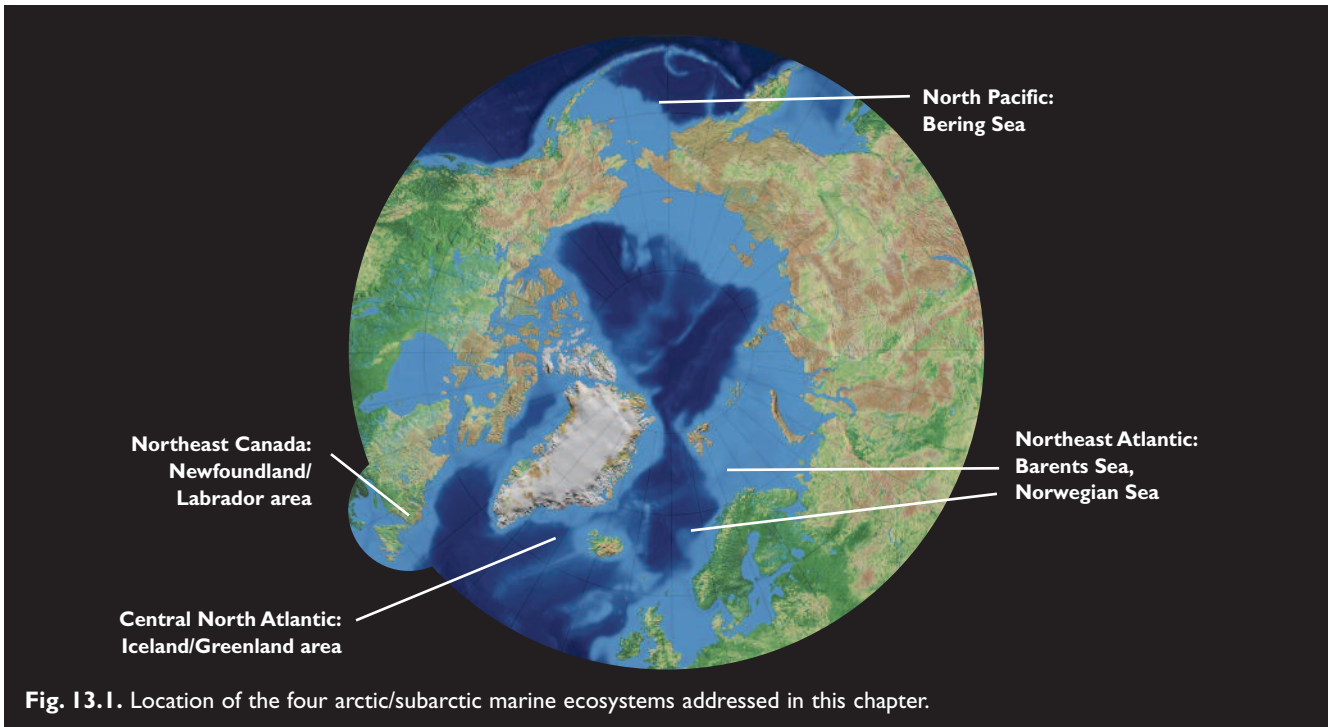 North Pacific:
Bering Sea
Northeast Canada:
Newfoundland/
Labrador area
Northeast Atlantic:
Barents Sea,
Norwegian Sea
Central North Atlantic:
Iceland/Greenland area
Fig. 13.1. Location of the four arctic/subarctic marine ecosystems addressed in this chapter.